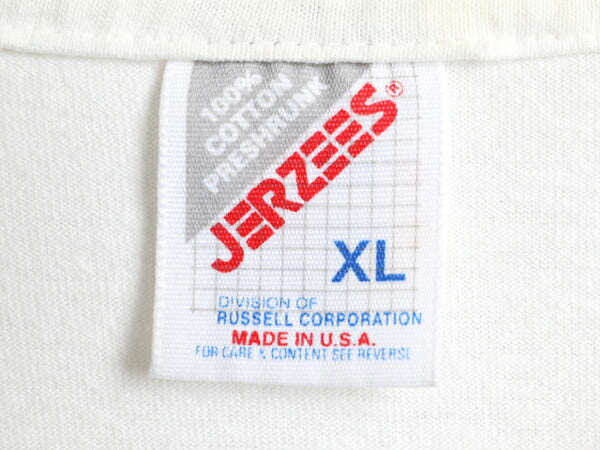 100%
COTTON
PRESHRUNK
JERZEES®
XL
DIVISION OF
RUSSELL CORPORATION
MADE IN U.S.A.
FOR CARE & CONTENT SEE REVERSE